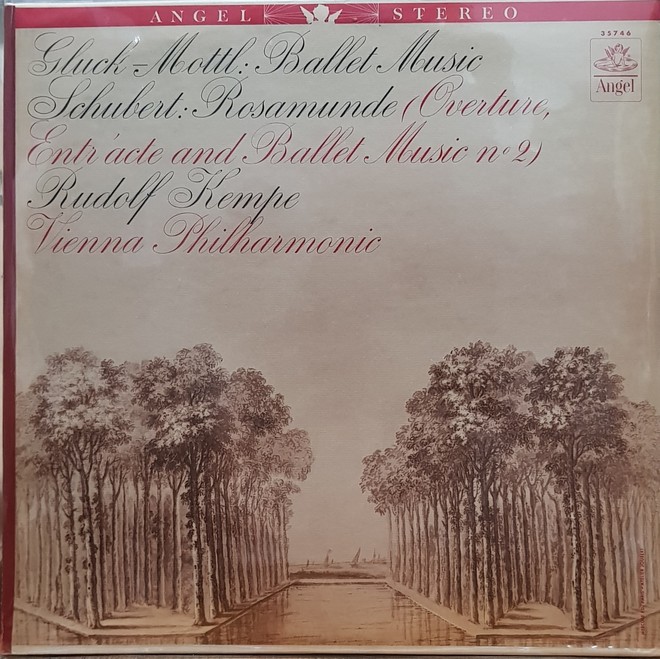 ANGEL STEREO
35746
Angel
Gluck-Mottl: Ballet Music
Schubert: Rosamunde (Overture,
Entr'acte and Ballet Music nº 2)
Rudolf Kempe
Vienna Philharmonic